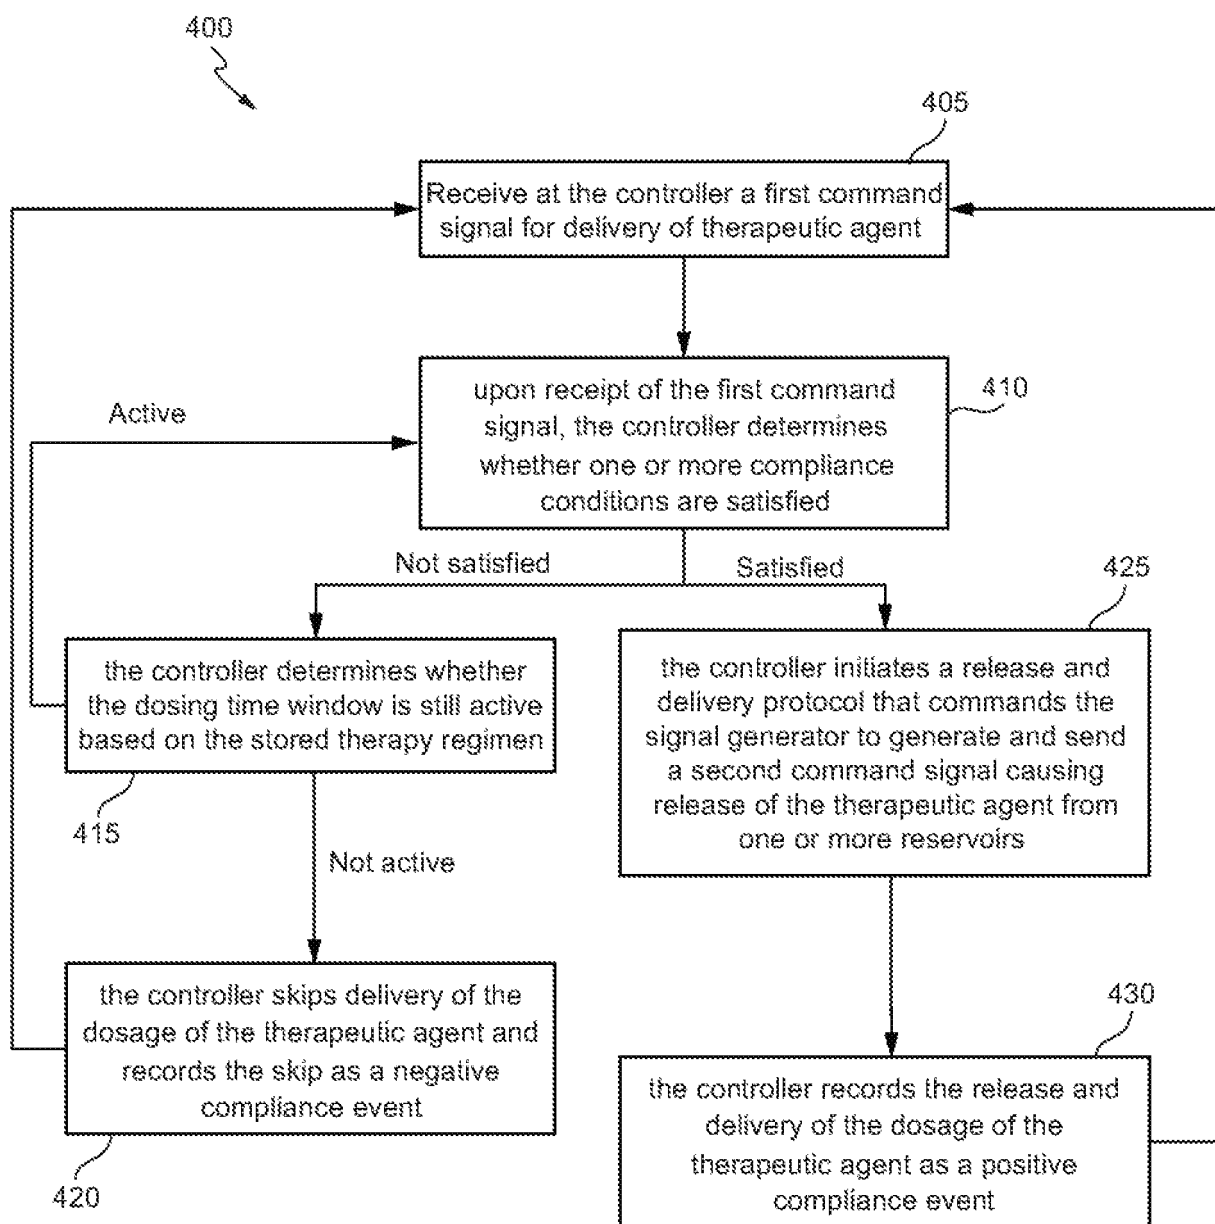 400
405
Receive at the controller a first command
signal for delivery of therapeutic agent
410
upon receipt of the first command
signal, the controller determines
whether one or more compliance
conditions are satisfied
Active
Not satisfied
Satisfied
425
the controller determines whether
the dosing time window is still active
based on the stored therapy regimen
415
the controller initiates a release and
delivery protocol that commands the
signal generator to generate and send
a second command signal causing
release of the therapeutic agent from
one or more reservoirs
Not active
the controller skips delivery of the
dosage of the therapeutic agent and
records the skip as a negative
compliance event
420
430
the controller records the release and
delivery of the dosage of the
therapeutic agent as a positive
compliance event